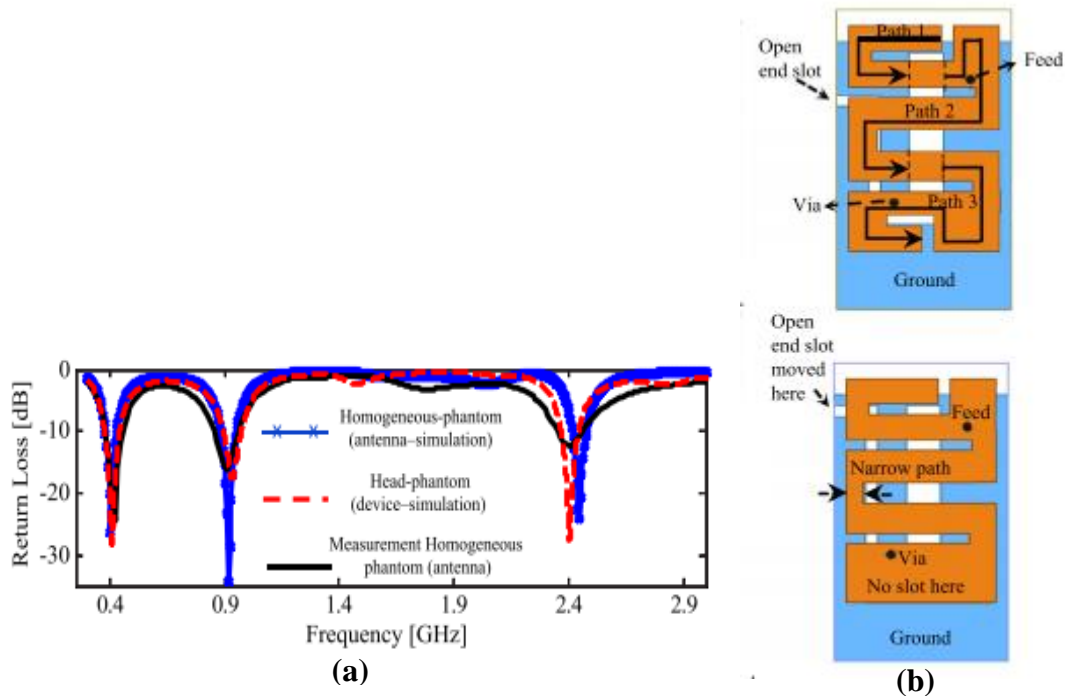 0
-10
-20
-30
Return Loss [dB]
Homogeneous-phantom
(antenna–simulation)
Head-phantom
(device–simulation)
Measurement Homogeneous
phantom (antenna)
0.4
0.9
1.4
1.9
2.4
2.9
Frequency [GHz]
(a)
Path 1
Open
end slot
Feed
Path 2
Via
Path 3
Ground
Open
end slot
moved
here
Feed
Narrow path
Via
No slot here
Ground
(b)